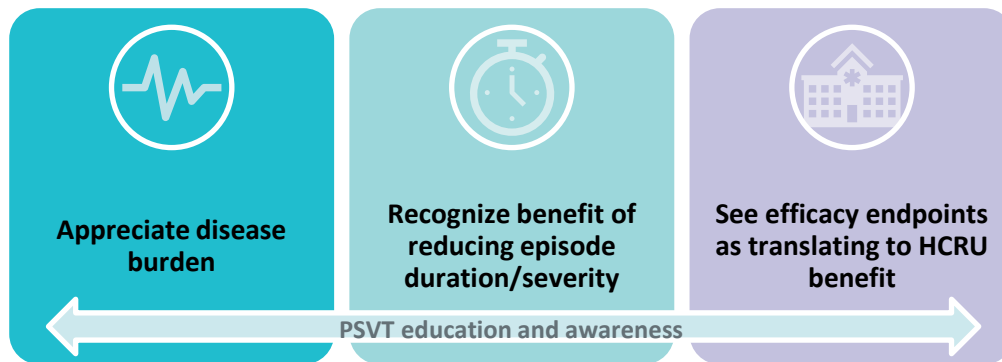 Appreciate disease
burden
Recognize benefit of
reducing episode
duration/severity
See efficacy endpoints
as translating to HCRU
benefit
PSVT education and awareness